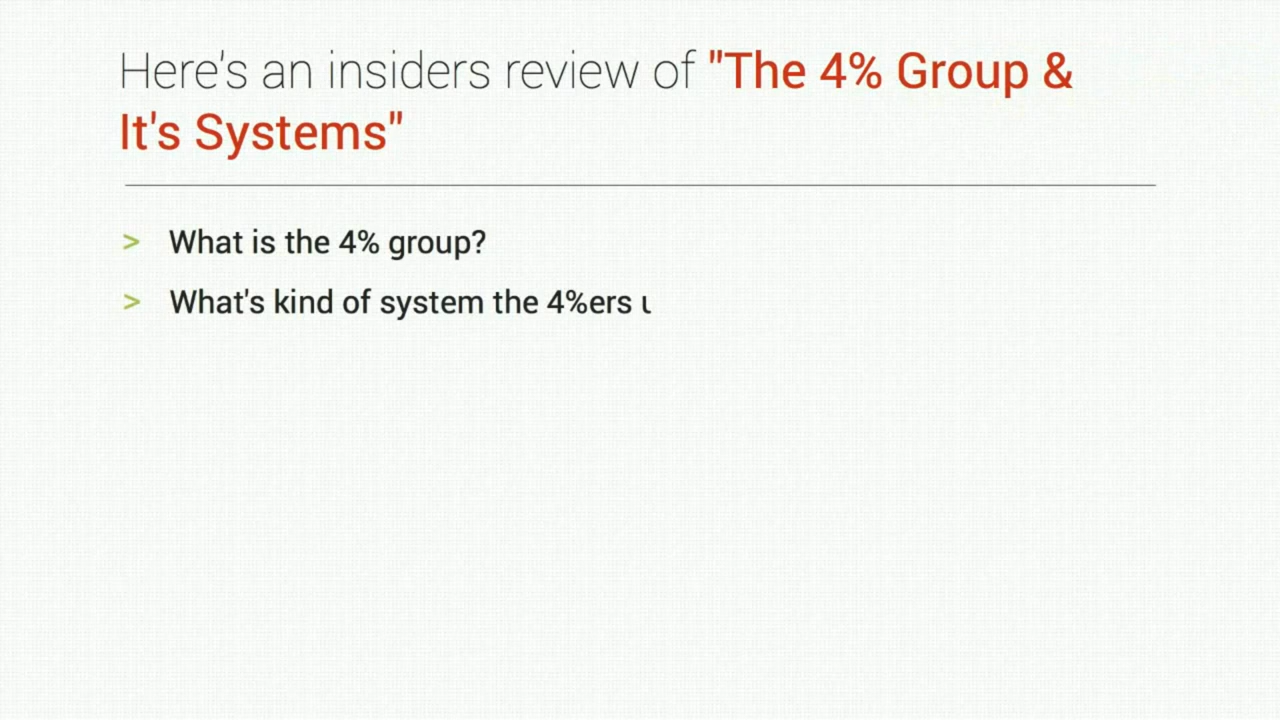 Here's an insiders review of "The 4% Group &
It's Systems"
> What is the 4% group?
> What's kind of system the 4%ers